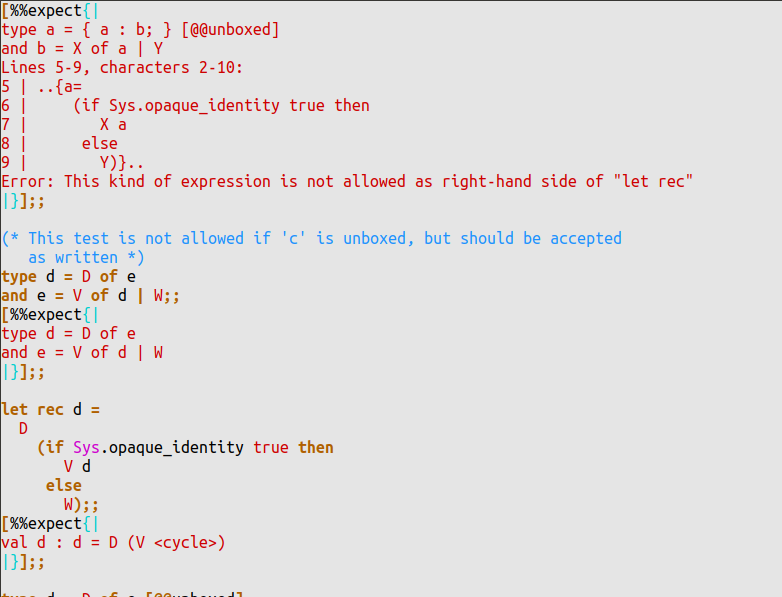 [%%expect{|
type a = { a : b; } [@@unboxed]
and b = X of a | Y
Lines 5-9, characters 2-10:
5 | ..{a=
6 |     (if Sys.opaque_identity true then
7 |        X a
8 |      else
9 |        Y)}..
Error: This kind of expression is not allowed as right-hand side of "let rec"
|}];;

(* This test is not allowed if 'c' is unboxed, but should be accepted
   as written *)
type d = D of e
and e = V of d | W;;
[%%expect{|
type d = D of e
and e = V of d | W
|}];;

let rec d =
  D
    (if Sys.opaque_identity true then
       V d
     else
       W);;
[%%expect{|
val d : d = D (V <cycle>)
|}];;

type d = D of e [@@unboxed]